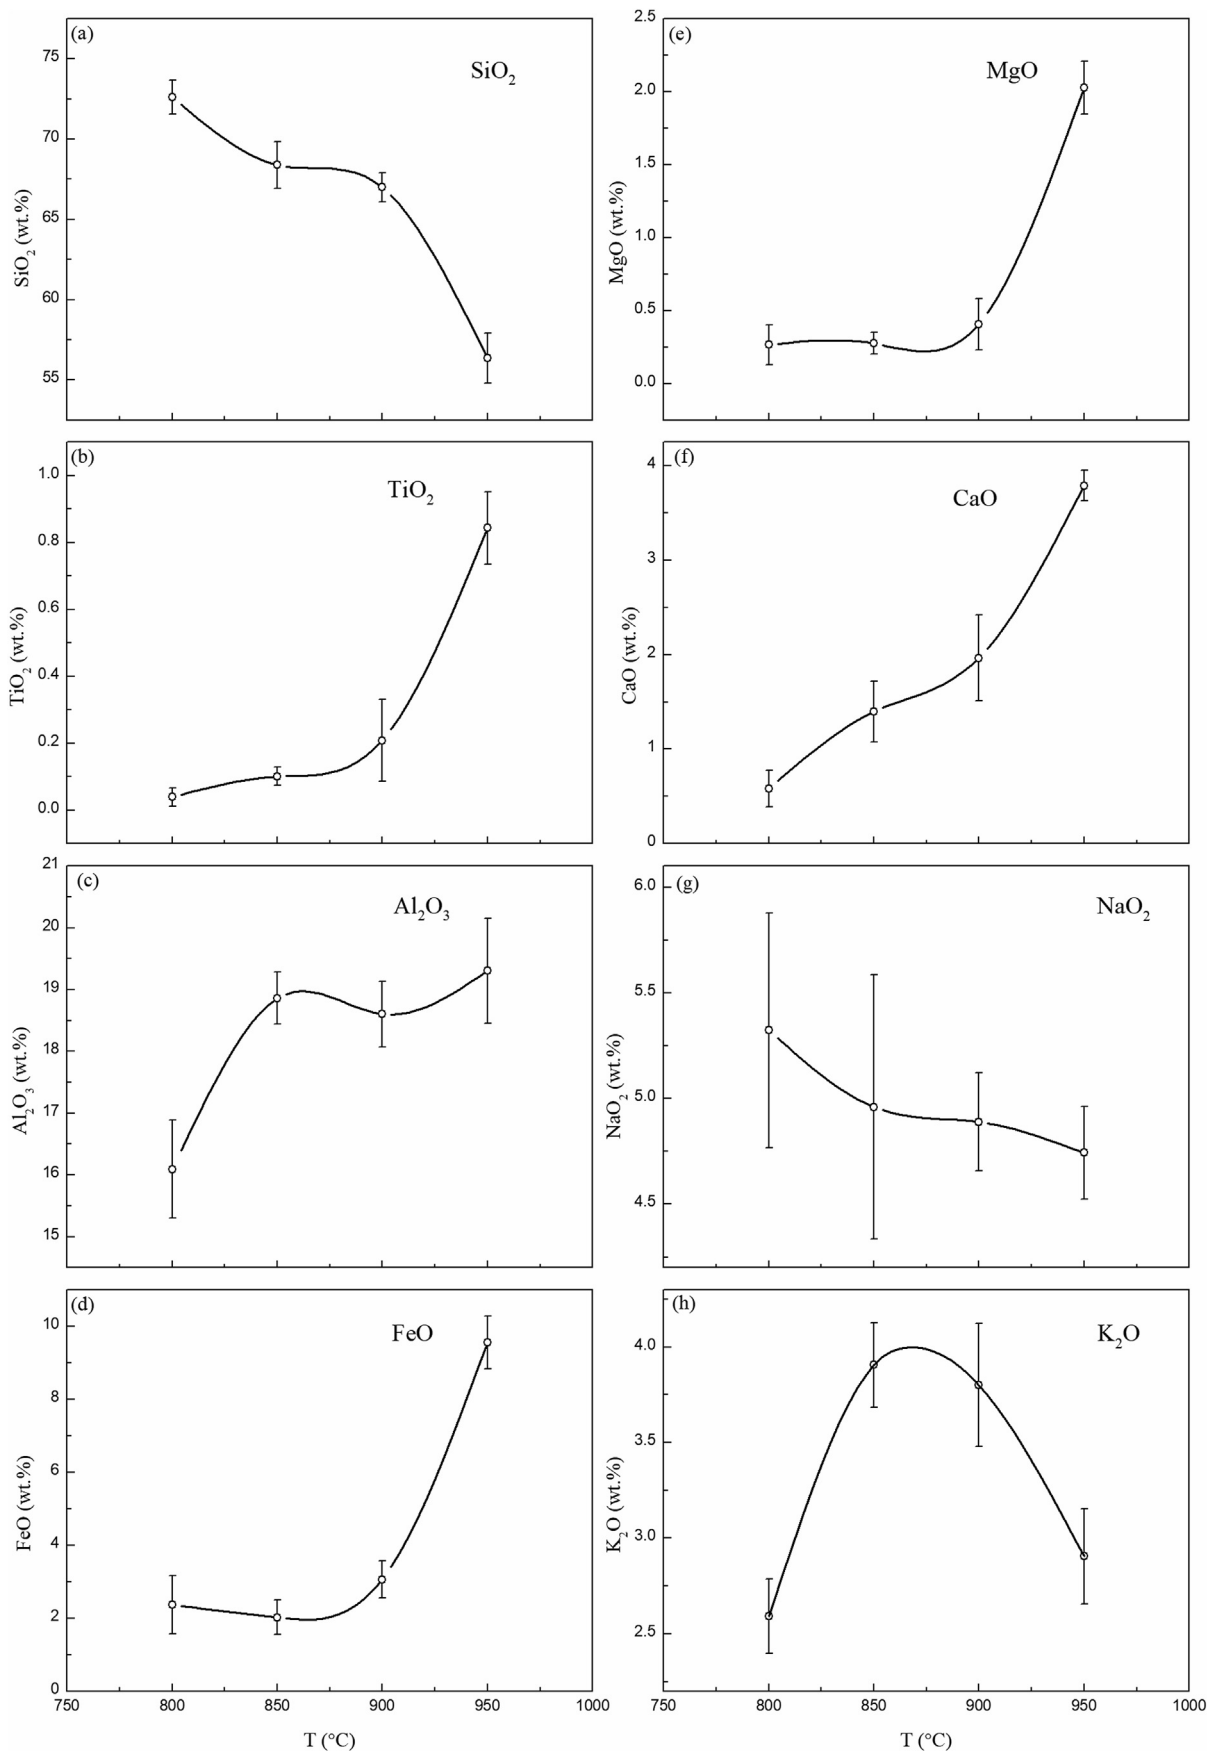 (a)
SiO₂
75
70
65
60
55
SiO₂ (wt.%)
(b)
TiO₂
1.0
0.8
0.6
0.4
0.2
0.0
TiO₂ (wt.%)
(c)
Al₂O₃
21
20
19
18
17
16
15
Al₂O₃ (wt.%)
(d)
FeO
10
8
6
4
2
0
FeO (wt.%)
750 800 850 900 950 1000
T (°C)
(e)
MgO
2.5
2.0
1.5
1.0
0.5
0.0
MgO (wt.%)
(f)
CaO
4
3
2
1
0
CaO (wt.%)
(g)
NaO₂
6.0
5.5
5.0
4.5
NaO₂ (wt.%)
(h)
K₂O
4.0
3.5
3.0
2.5
K₂O (wt.%)
750 800 850 900 950 1000
T (°C)